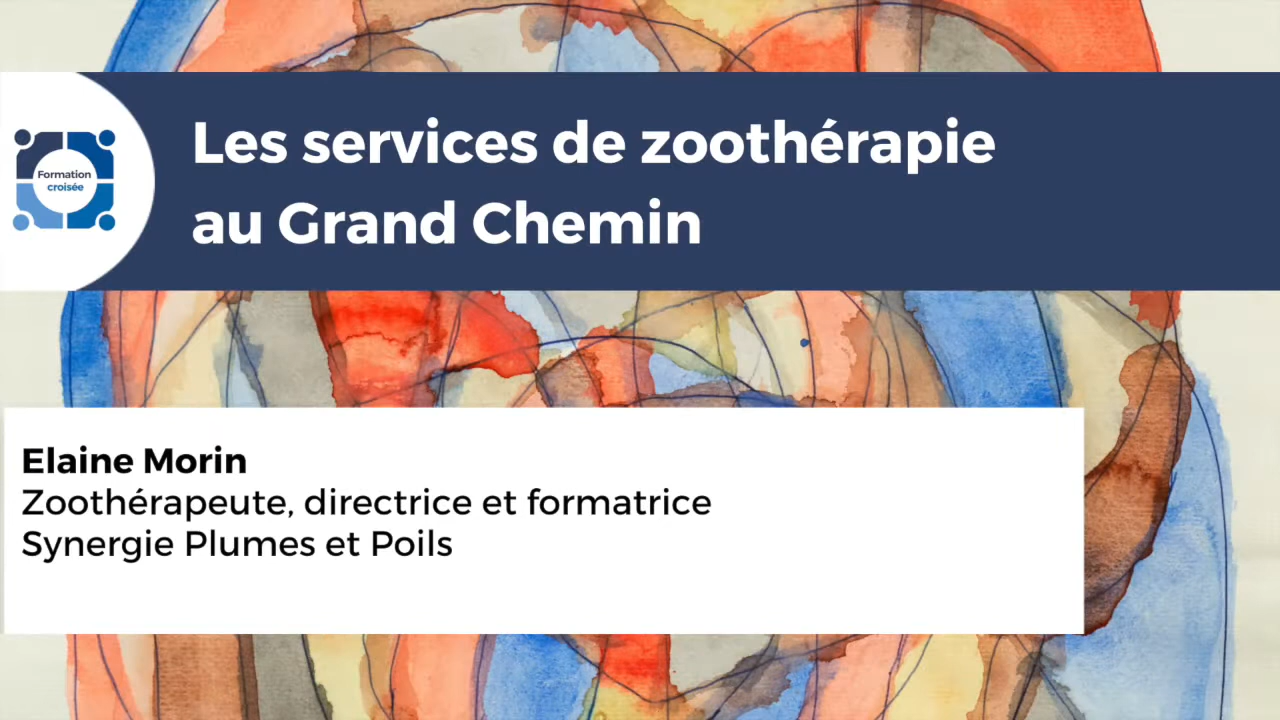 Formation
croisée
Les services de zoothérapie
au Grand Chemin
Elaine Morin
Zoothérapeute, directrice et formatrice
Synergie Plumes et Poils